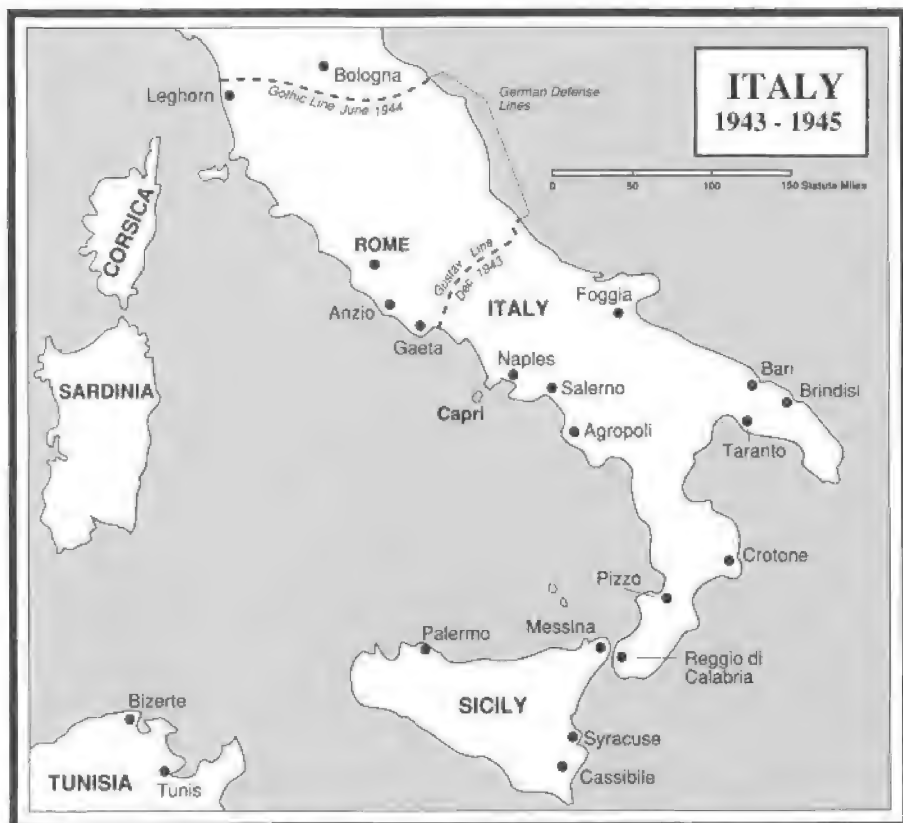 ITALY
1943 - 1945
Bologna
Leghorn
Gothic Line June 1944
German Defense
Lines
0 50 100 150 Statute Miles
CORSICA
ROME
Gustav Line
Dec 1943
Foggia
Anzio
ITALY
Gaeta
Naples
Bari
SARDINIA
Salerno
Brindisi
Capri
Agropoli
Taranto
Crotone
Pizzo
Messina
Palermo
Reggio di
Calabria
Bizerte
SICILY
Syracuse
TUNISIA
Tunis
Cassibile